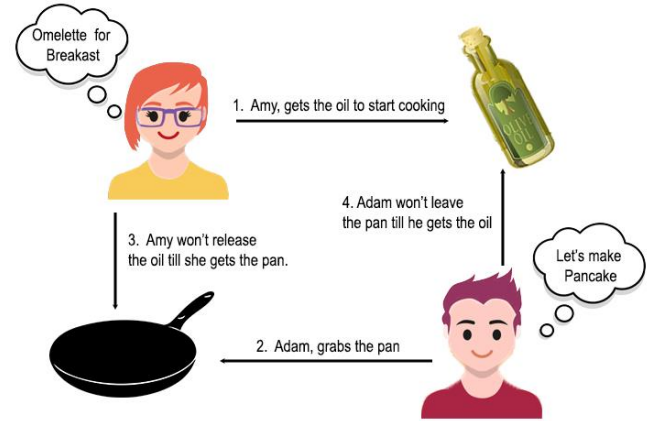 Omelette for
Breakast
1. Amy, gets the oil to start cooking
OLIVE
OIL
4. Adam won't leave
the pan till he gets the oil
3. Amy won't release
the oil till she gets the pan.
Let's make
Pancake
2. Adam, grabs the pan